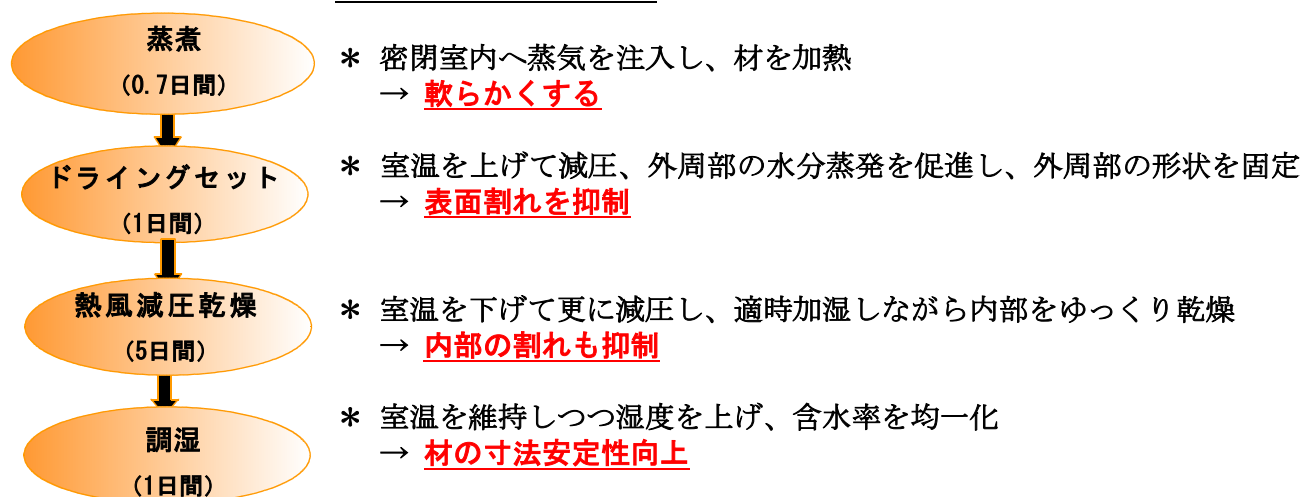 蒸煮
(0.7日間)
＊ 密閉室内へ蒸気を注入し、材を加熱
→ 軟らかくする
ドライングセット
(1日間)
＊ 室温を上げて減圧、外周部の水分蒸発を促進し、外周部の形状を固定
→ 表面割れを抑制
熱風減圧乾燥
(5日間)
＊ 室温を下げて更に減圧し、適時加湿しながら内部をゆっくり乾燥
→ 内部の割れも抑制
調湿
(1日間)
＊ 室温を維持しつつ湿度を上げ、含水率を均一化
→ 材の寸法安定性向上